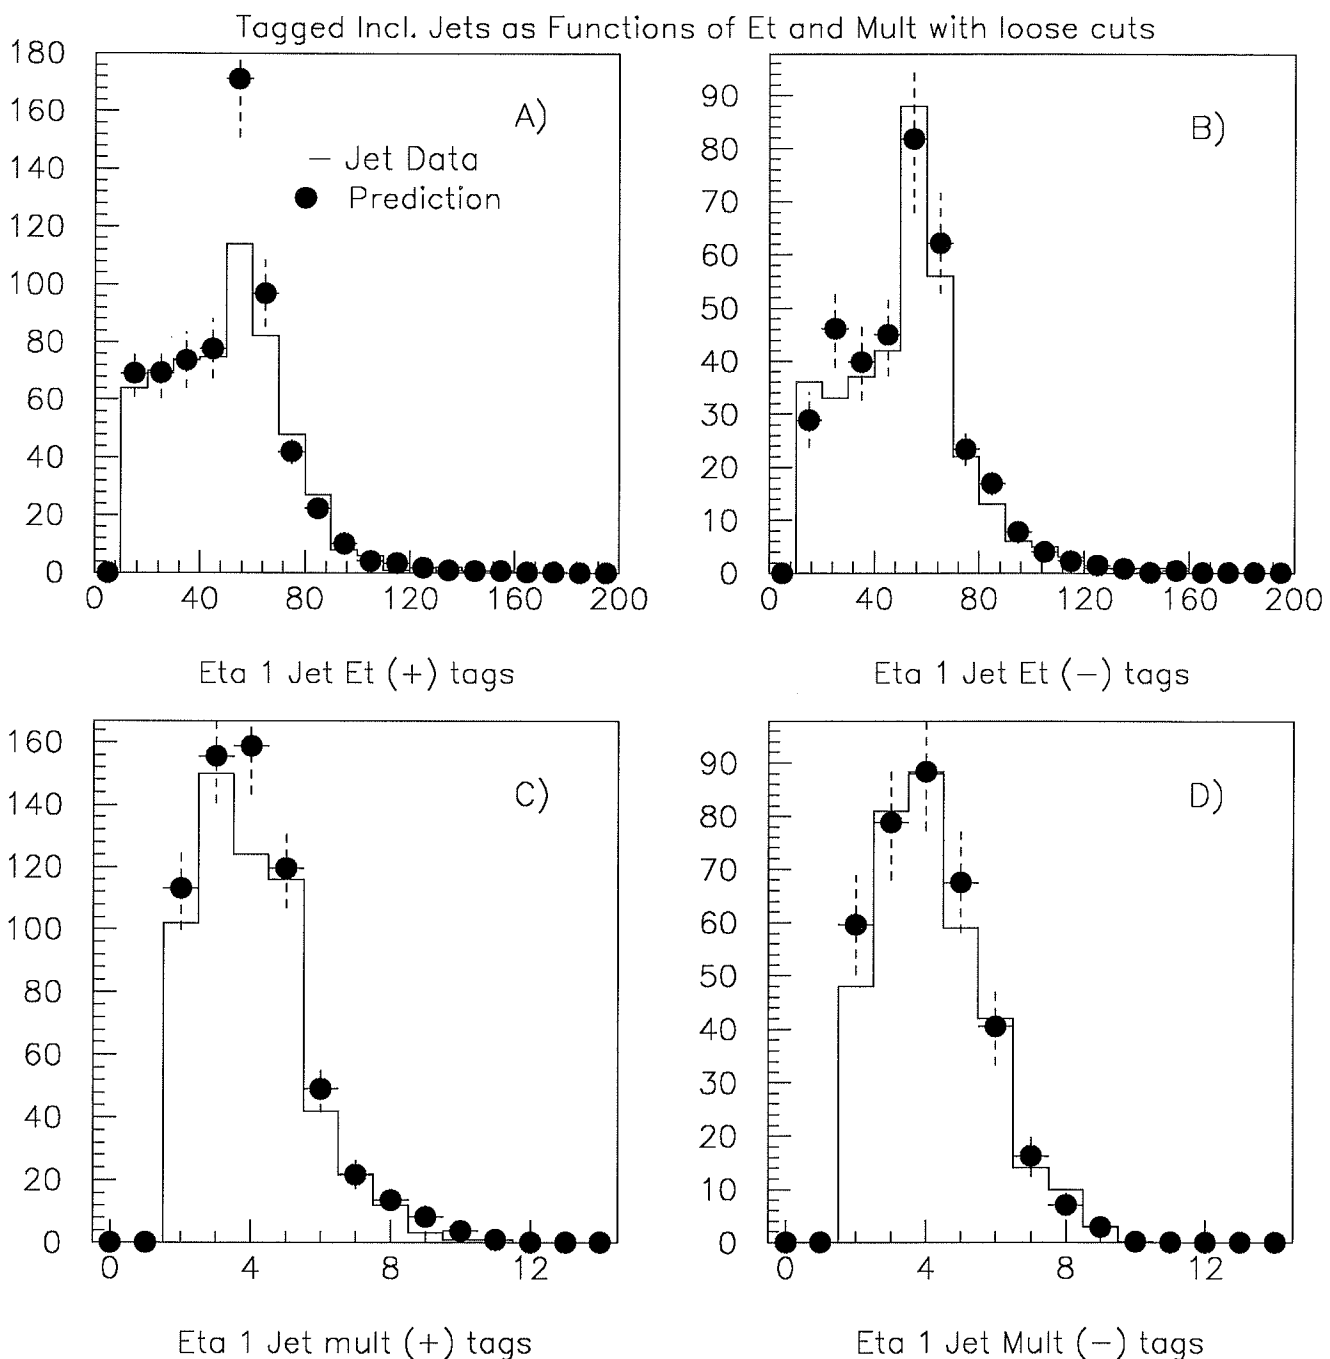 Tagged Incl. Jets as Functions of Et and Mult with loose cuts
180
160
140
120
100
80
60
40
20
0
0 40 80 120 160 200
A)
— Jet Data
● Prediction
Eta 1 Jet Et (+) tags
90
80
70
60
50
40
30
20
10
0
0 40 80 120 160 200
B)
Eta 1 Jet Et (−) tags
160
140
120
100
80
60
40
20
0
0 4 8 12
C)
Eta 1 Jet mult (+) tags
90
80
70
60
50
40
30
20
10
0
0 4 8 12
D)
Eta 1 Jet Mult (−) tags